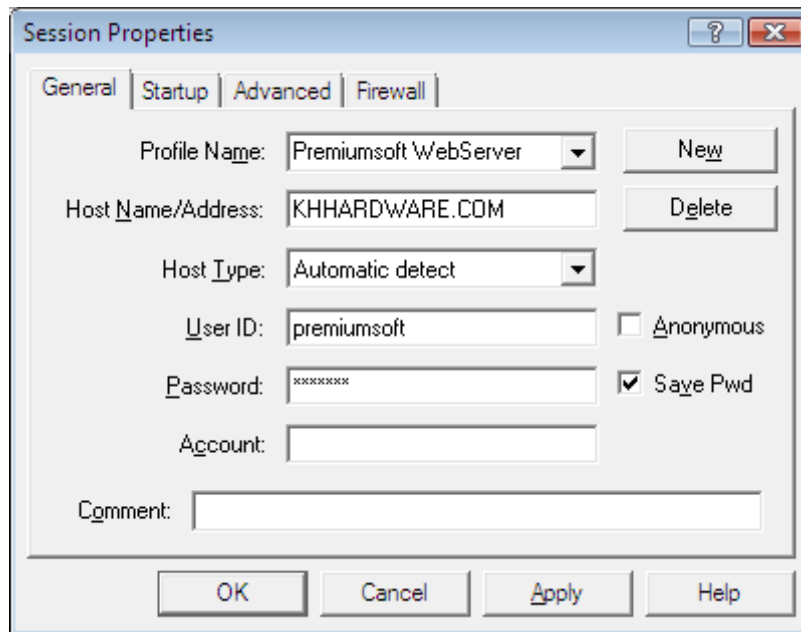 Session Properties
General Startup Advanced Firewall
Profile Name: Premiumsoft WebServer New
Host Name/Address: KHHARDWARE.COM Delete
Host Type: Automatic detect
User ID: premiumsoft Anonymous
Password: ******* Save Pwd
Account:
Comment:
OK Cancel Apply Help